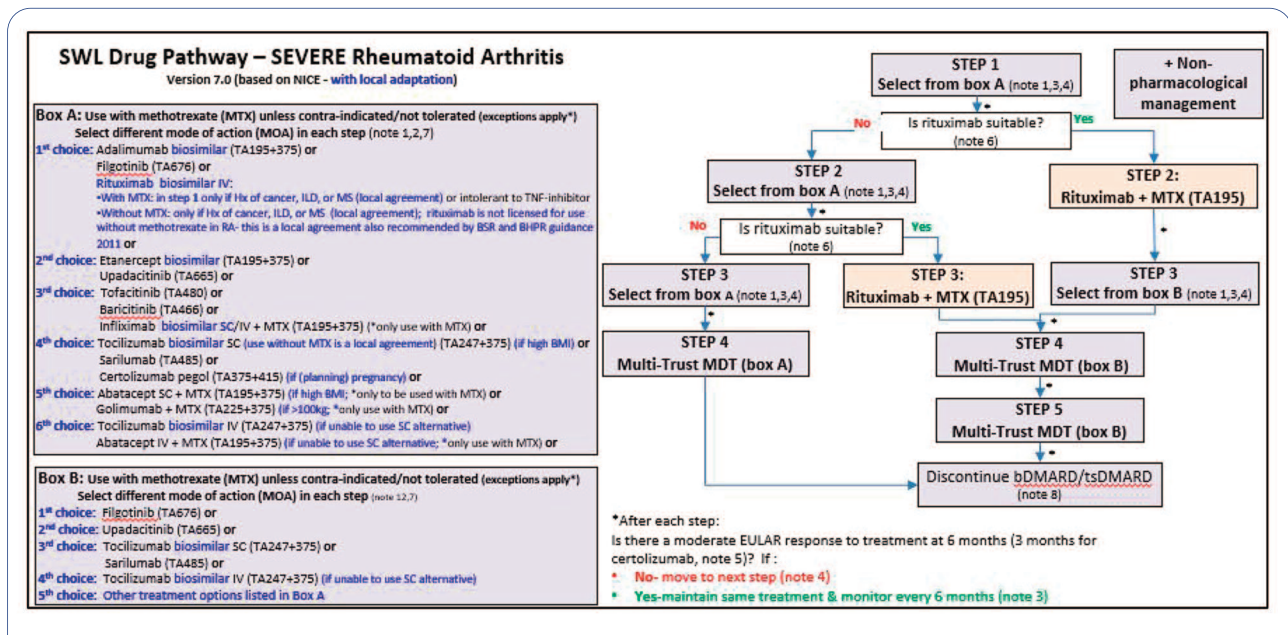 SWL Drug Pathway – SEVERE Rheumatoid Arthritis
Version 7.0 (based on NICE - with local adaptation)
Box A: Use with methotrexate (MTX) unless contra-indicated/not tolerated (exceptions apply*)
Select different mode of action (MOA) in each step (note 1,2,7)
1st choice: Adalimumab biosimilar (TA195+375) or
Filgotinib (TA676) or
Rituximab biosimilar IV:
•With MTX: in step 1 only if Hx of cancer, ILD, or MS (local agreement) or intolerant to TNF-inhibitor
•Without MTX: only if Hx of cancer, ILD, or MS (local agreement); rituximab is not licensed for use
without methotrexate in RA- this is a local agreement also recommended by BSR and BHPR guidance
2011 or
2nd choice: Etanercept biosimilar (TA195+375) or
Upadacitinib (TA665) or
3rd choice: Tofacitinib (TA480) or
Baricitinib (TA466) or
Infliximab biosimilar SC/IV + MTX (TA195+375) (*only use with MTX) or
4th choice: Tocilizumab biosimilar SC (use without MTX is a local agreement) (TA247+375) (if high BMI) or
Sarilumab (TA485) or
Certolizumab pegol (TA375+415) (if (planning) pregnancy) or
5th choice: Abatacept SC + MTX (TA195+375) (if high BMI; *only to be used with MTX) or
Golimumab + MTX (TA225+375) (if >100kg; *only use with MTX) or
6th choice: Tocilizumab biosimilar IV (TA247+375) (if unable to use SC alternative)
Abatacept IV + MTX (TA195+375) (if unable to use SC alternative; *only use with MTX) or
Box B: Use with methotrexate (MTX) unless contra-indicated/not tolerated (exceptions apply*)
Select different mode of action (MOA) in each step (note 12,7)
1st choice: Filgotinib (TA676) or
2nd choice: Upadacitinib (TA665) or
3rd choice: Tocilizumab biosimilar SC (TA247+375) or
Sarilumab (TA485) or
4th choice: Tocilizumab biosimilar IV (TA247+375) (if unable to use SC alternative)
5th choice: Other treatment options listed in Box A
STEP 1
Select from box A (note 1,3,4)
+ Non-
pharmacological
management
*
No
Is rituximab suitable?
(note 6)
Yes
STEP 2
Select from box A (note 1,3,4)
STEP 2:
Rituximab + MTX (TA195)
*
*
No
Is rituximab suitable?
(note 6)
Yes
STEP 3
Select from box A (note 1,3,4)
STEP 3:
Rituximab + MTX (TA195)
STEP 3
Select from box B (note 1,3,4)
*
*
*
STEP 4
Multi-Trust MDT (box A)
STEP 4
Multi-Trust MDT (box B)
*
STEP 5
Multi-Trust MDT (box B)
*
Discontinue bDMARD/tsDMARD
(note 8)
*After each step:
Is there a moderate EULAR response to treatment at 6 months (3 months for
certolizumab, note 5)? If :
• No- move to next step (note 4)
• Yes-maintain same treatment & monitor every 6 months (note 3)